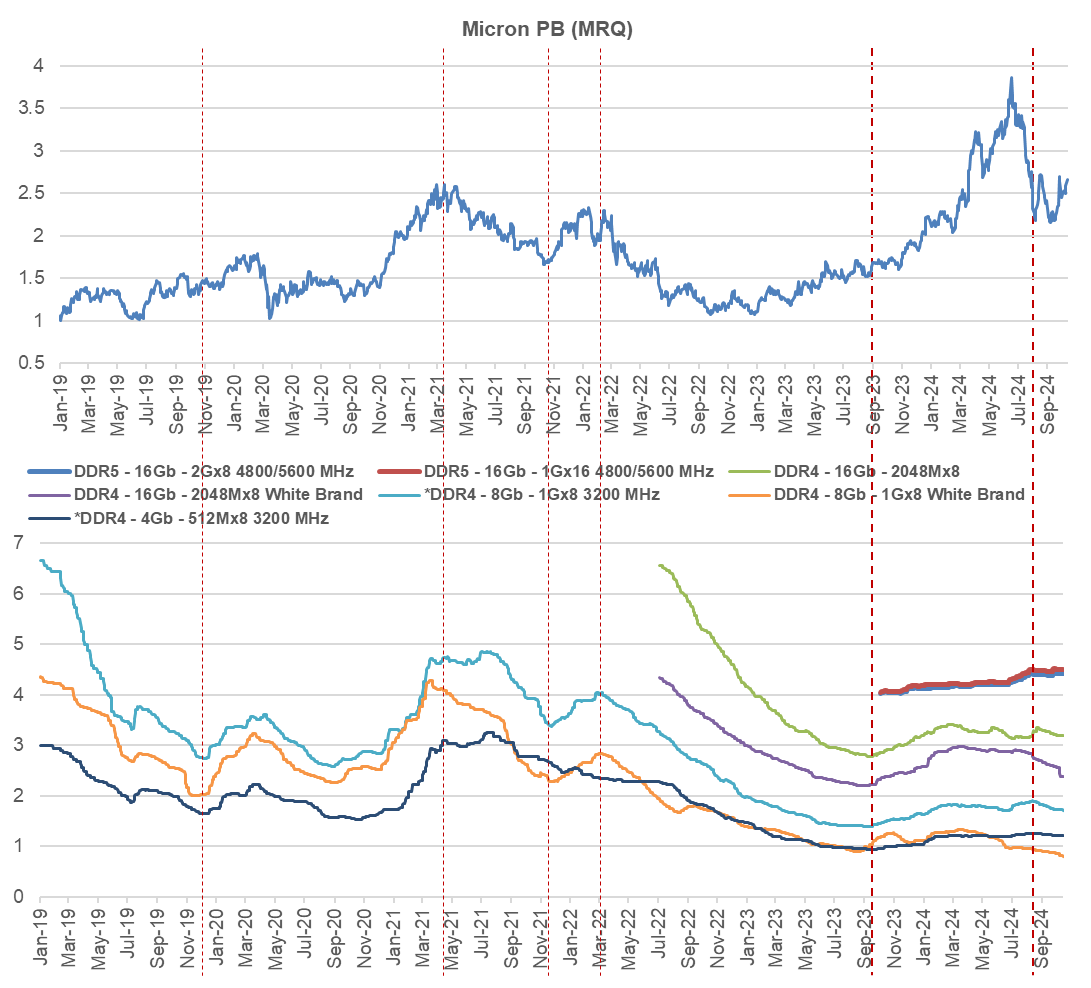 Micron PB (MRQ)
4
3.5
3
2.5
2
1.5
1
0.5
Jan-19 Mar-19 May-19 Jul-19 Sep-19 Nov-19 Jan-20 Mar-20 May-20 Jul-20 Sep-20 Nov-20 Jan-21 Mar-21 May-21 Jul-21 Sep-21 Nov-21 Jan-22 Mar-22 May-22 Jul-22 Sep-22 Nov-22 Jan-23 Mar-23 May-23 Jul-23 Sep-23 Nov-23 Jan-24 Mar-24 May-24 Jul-24 Sep-24
DDR5 - 16Gb - 2Gx8 4800/5600 MHz DDR5 - 16Gb - 1Gx16 4800/5600 MHz DDR4 - 16Gb - 2048Mx8
DDR4 - 16Gb - 2048Mx8 White Brand *DDR4 - 8Gb - 1Gx8 3200 MHz DDR4 - 8Gb - 1Gx8 White Brand
*DDR4 - 4Gb - 512Mx8 3200 MHz
7
6
5
4
3
2
1
0
Jan-19 Mar-19 May-19 Jul-19 Sep-19 Nov-19 Jan-20 Mar-20 May-20 Jul-20 Sep-20 Nov-20 Jan-21 Mar-21 May-21 Jul-21 Sep-21 Nov-21 Jan-22 Mar-22 May-22 Jul-22 Sep-22 Nov-22 Jan-23 Mar-23 May-23 Jul-23 Sep-23 Nov-23 Jan-24 Mar-24 May-24 Jul-24 Sep-24